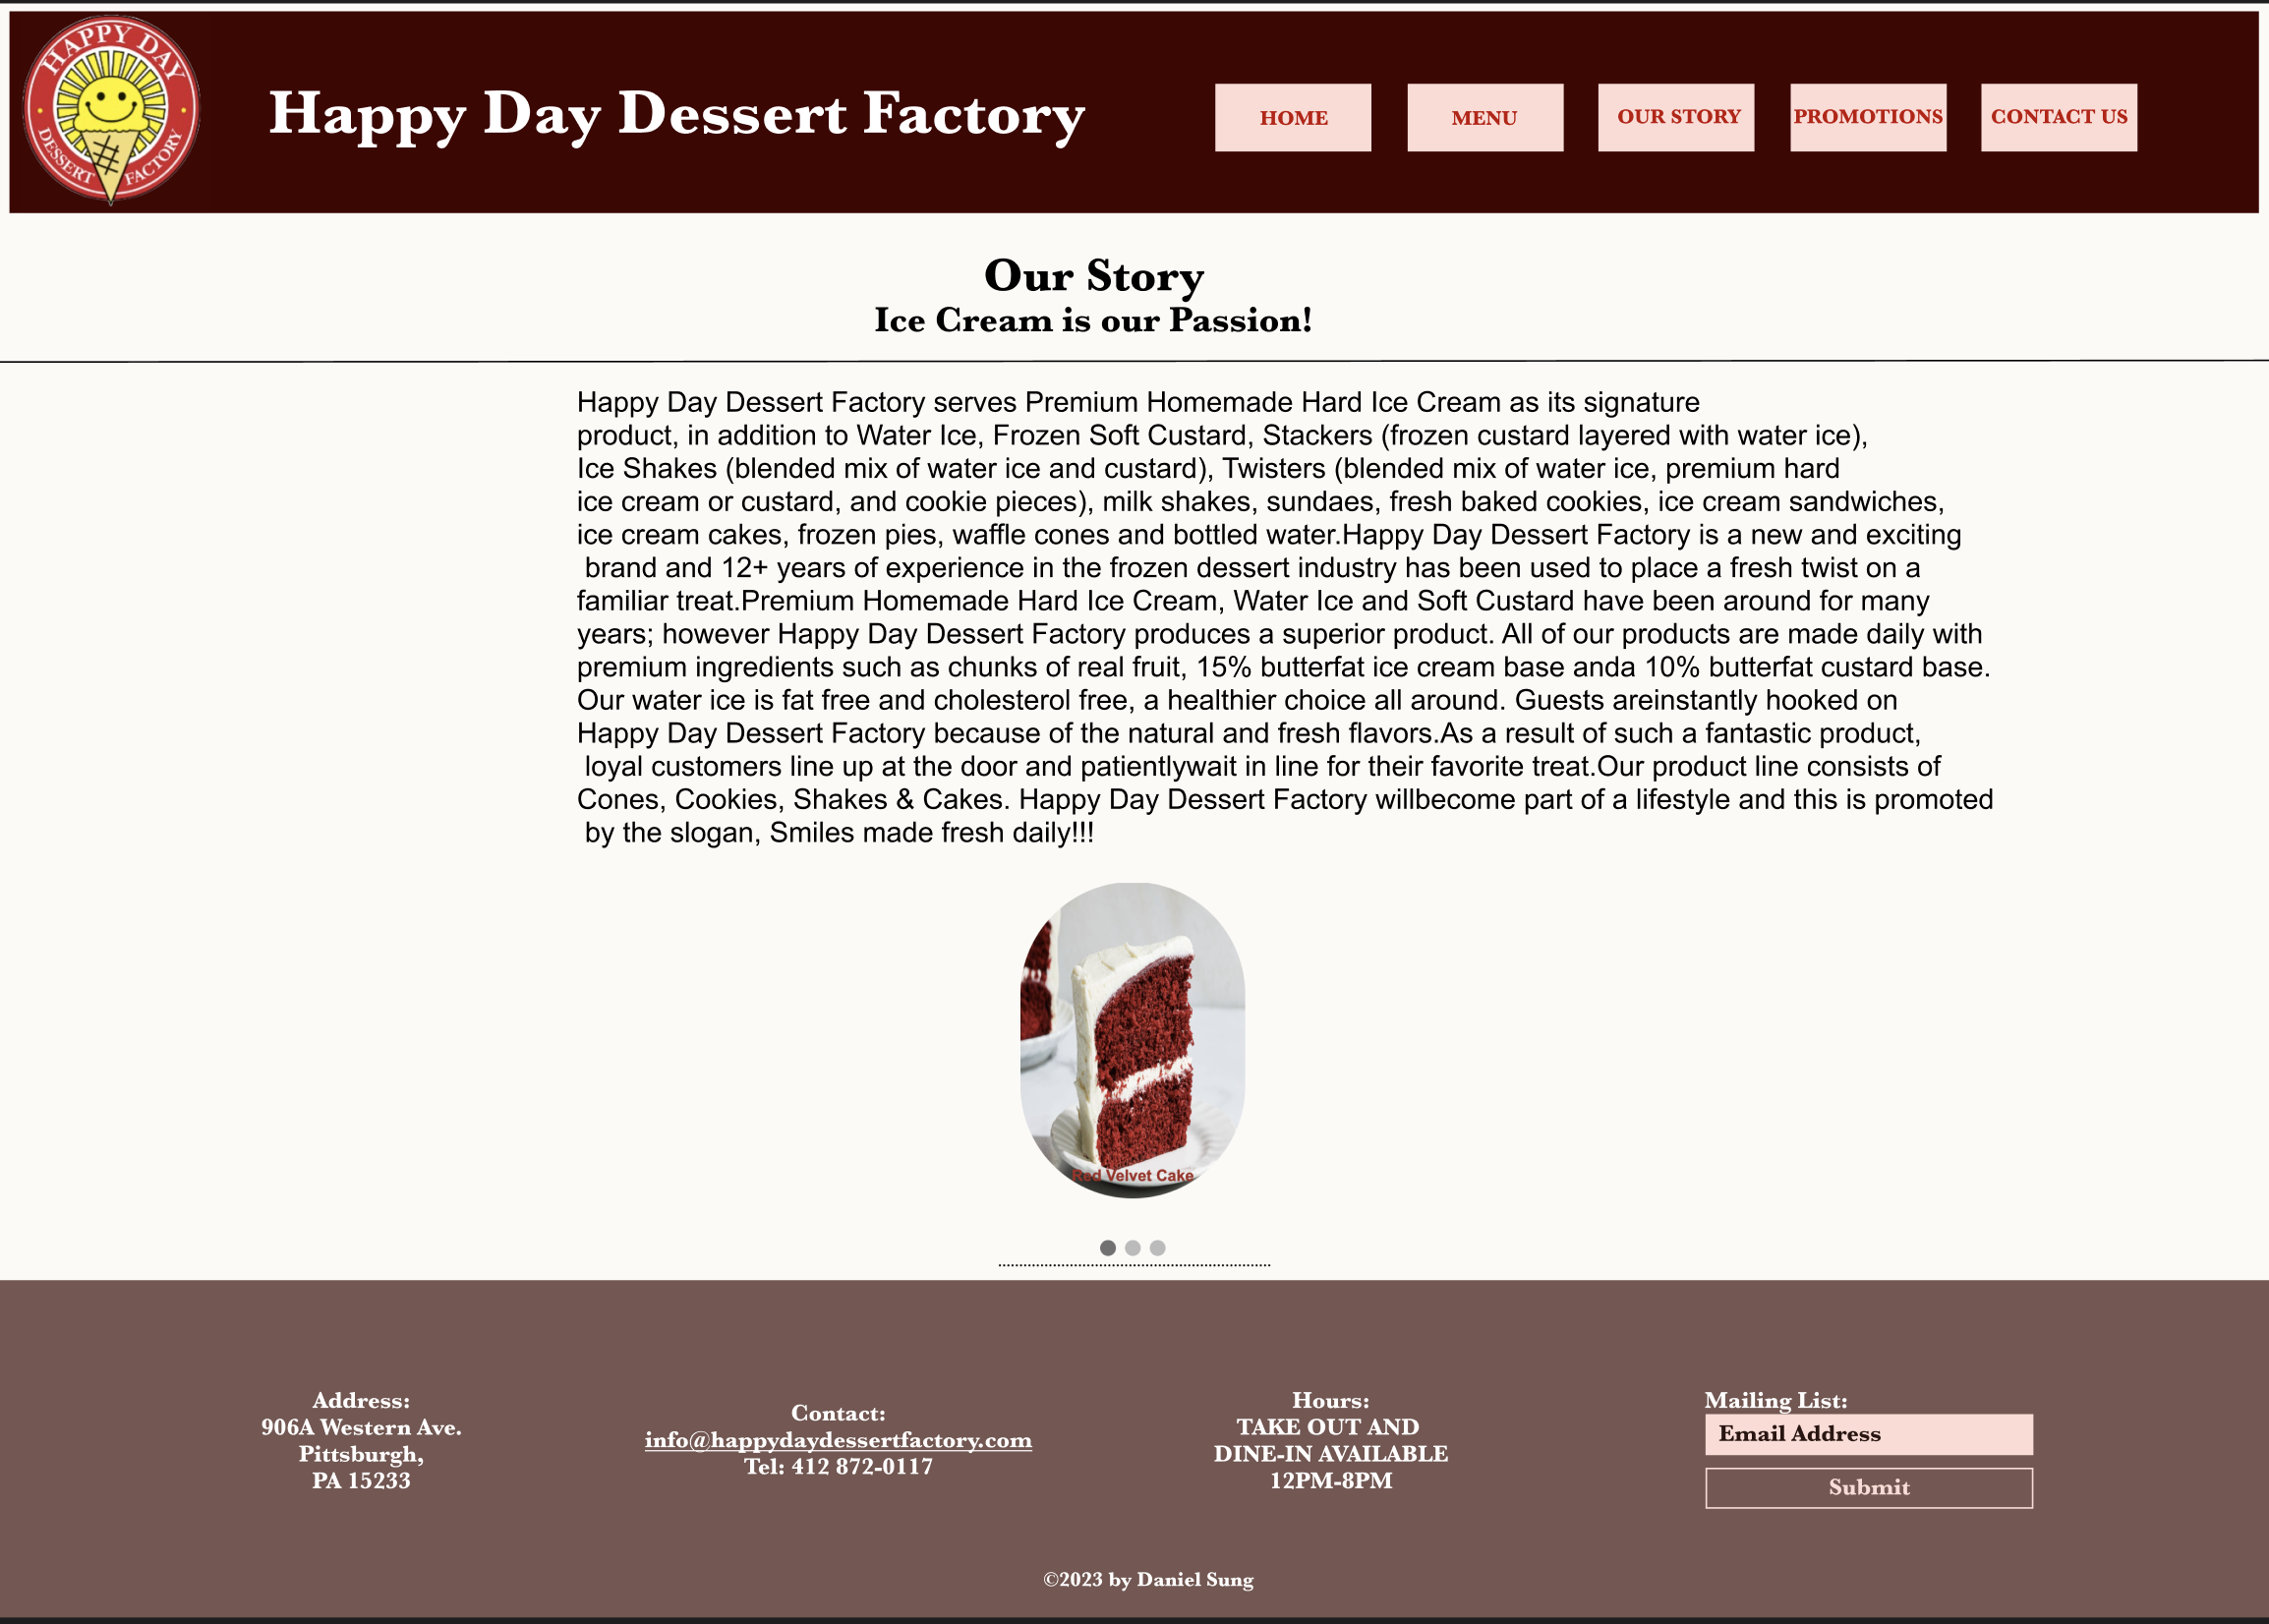 HAPPY DAY
DESSERT FACTORY
Happy Day Dessert Factory
HOME
MENU
OUR STORY
PROMOTIONS
CONTACT US
Our Story
Ice Cream is our Passion!
Happy Day Dessert Factory serves Premium Homemade Hard Ice Cream as its signature
product, in addition to Water Ice, Frozen Soft Custard, Stackers (frozen custard layered with water ice),
Ice Shakes (blended mix of water ice and custard), Twisters (blended mix of water ice, premium hard
ice cream or custard, and cookie pieces), milk shakes, sundaes, fresh baked cookies, ice cream sandwiches,
ice cream cakes, frozen pies, waffle cones and bottled water.Happy Day Dessert Factory is a new and exciting
brand and 12+ years of experience in the frozen dessert industry has been used to place a fresh twist on a
familiar treat.Premium Homemade Hard Ice Cream, Water Ice and Soft Custard have been around for many
years; however Happy Day Dessert Factory produces a superior product. All of our products are made daily with
premium ingredients such as chunks of real fruit, 15% butterfat ice cream base anda 10% butterfat custard base.
Our water ice is fat free and cholesterol free, a healthier choice all around. Guests areinstantly hooked on
Happy Day Dessert Factory because of the natural and fresh flavors.As a result of such a fantastic product,
loyal customers line up at the door and patientlywait in line for their favorite treat.Our product line consists of
Cones, Cookies, Shakes & Cakes. Happy Day Dessert Factory willbecome part of a lifestyle and this is promoted
by the slogan, Smiles made fresh daily!!!
Red Velvet Cake
Address:
906A Western Ave.
Pittsburgh,
PA 15233
Contact:
info@happydaydessertfactory.com
Tel: 412 872-0117
Hours:
TAKE OUT AND
DINE-IN AVAILABLE
12PM-8PM
Mailing List:
Email Address
Submit
©2023 by Daniel Sung